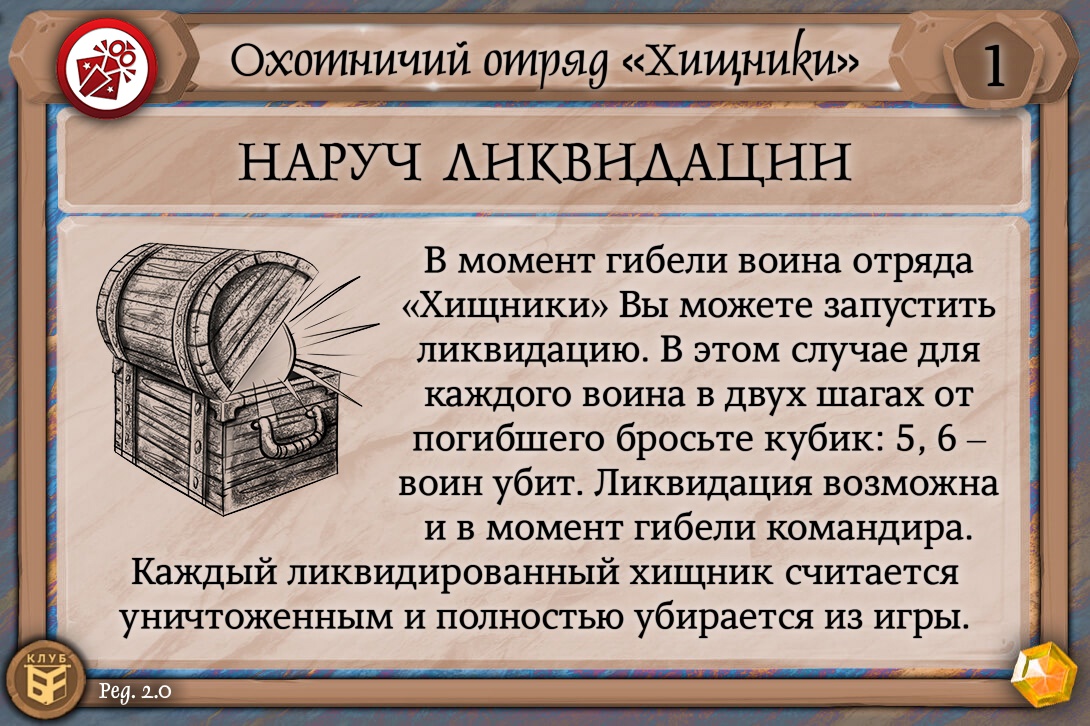 Охотничий отряд «Хищники»
1
НАРУЧ ЛИКВИДАЦИИ
В момент гибели воина отряда
«Хищники» Вы можете запустить
ликвидацию. В этом случае для
каждого воина в двух шагах от
погибшего бросьте кубик: 5, 6 –
воин убит. Ликвидация возможна
и в момент гибели командира.
Каждый ликвидированный хищник считается
уничтоженным и полностью убирается из игры.
КЛУБ
Ред. 2.0